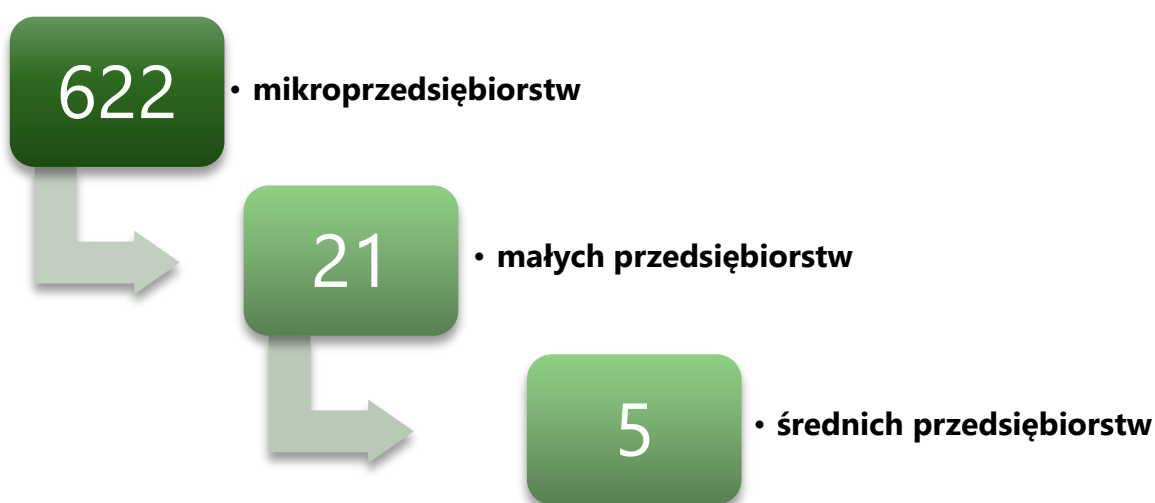 622
• mikroprzedsiębiorstw
21
• małych przedsiębiorstw
5
• średnich przedsiębiorstw